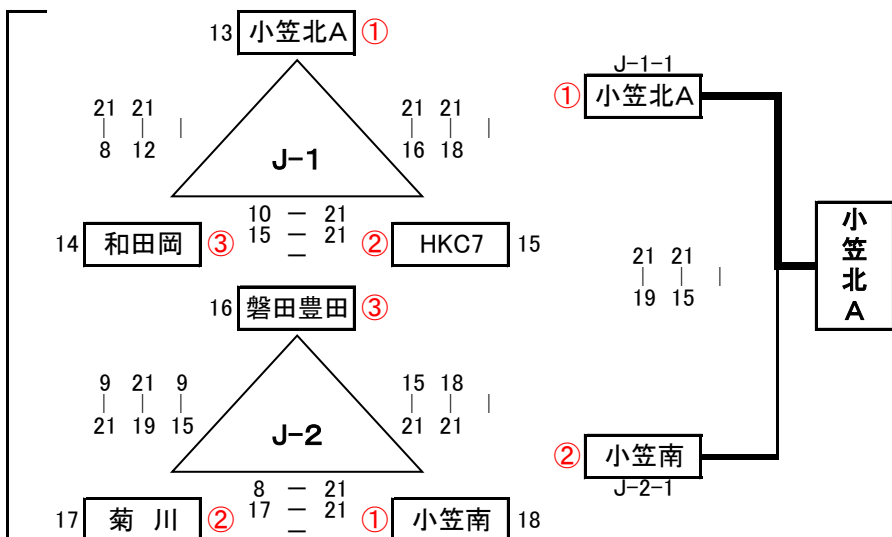 13 小笠北A ①
J-1-1
① 小笠北A
21 21
| | |
8 12
21 21
| | |
16 18
J-1
10 — 21
15 — 21
—
14 和田岡 ③
② HKC7 15
小笠北A
21 21
| | |
19 15
16 磐田豊田 ③
9 21 9
| | |
21 19 15
15 18
| | |
21 21
J-2
② 小笠南
J-2-1
8 — 21
17 — 21
—
17 菊 川 ②
① 小笠南 18